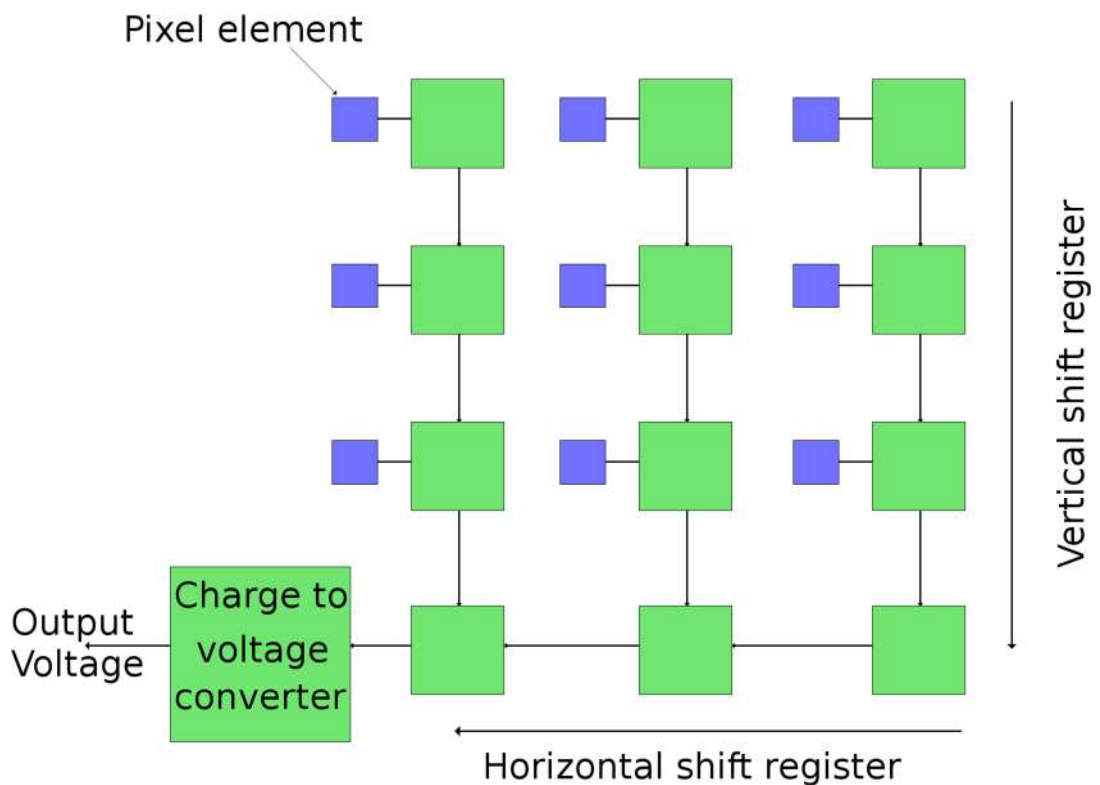 Pixel element
Vertical shift register
Charge to
voltage
converter
Output
Voltage
Horizontal shift register